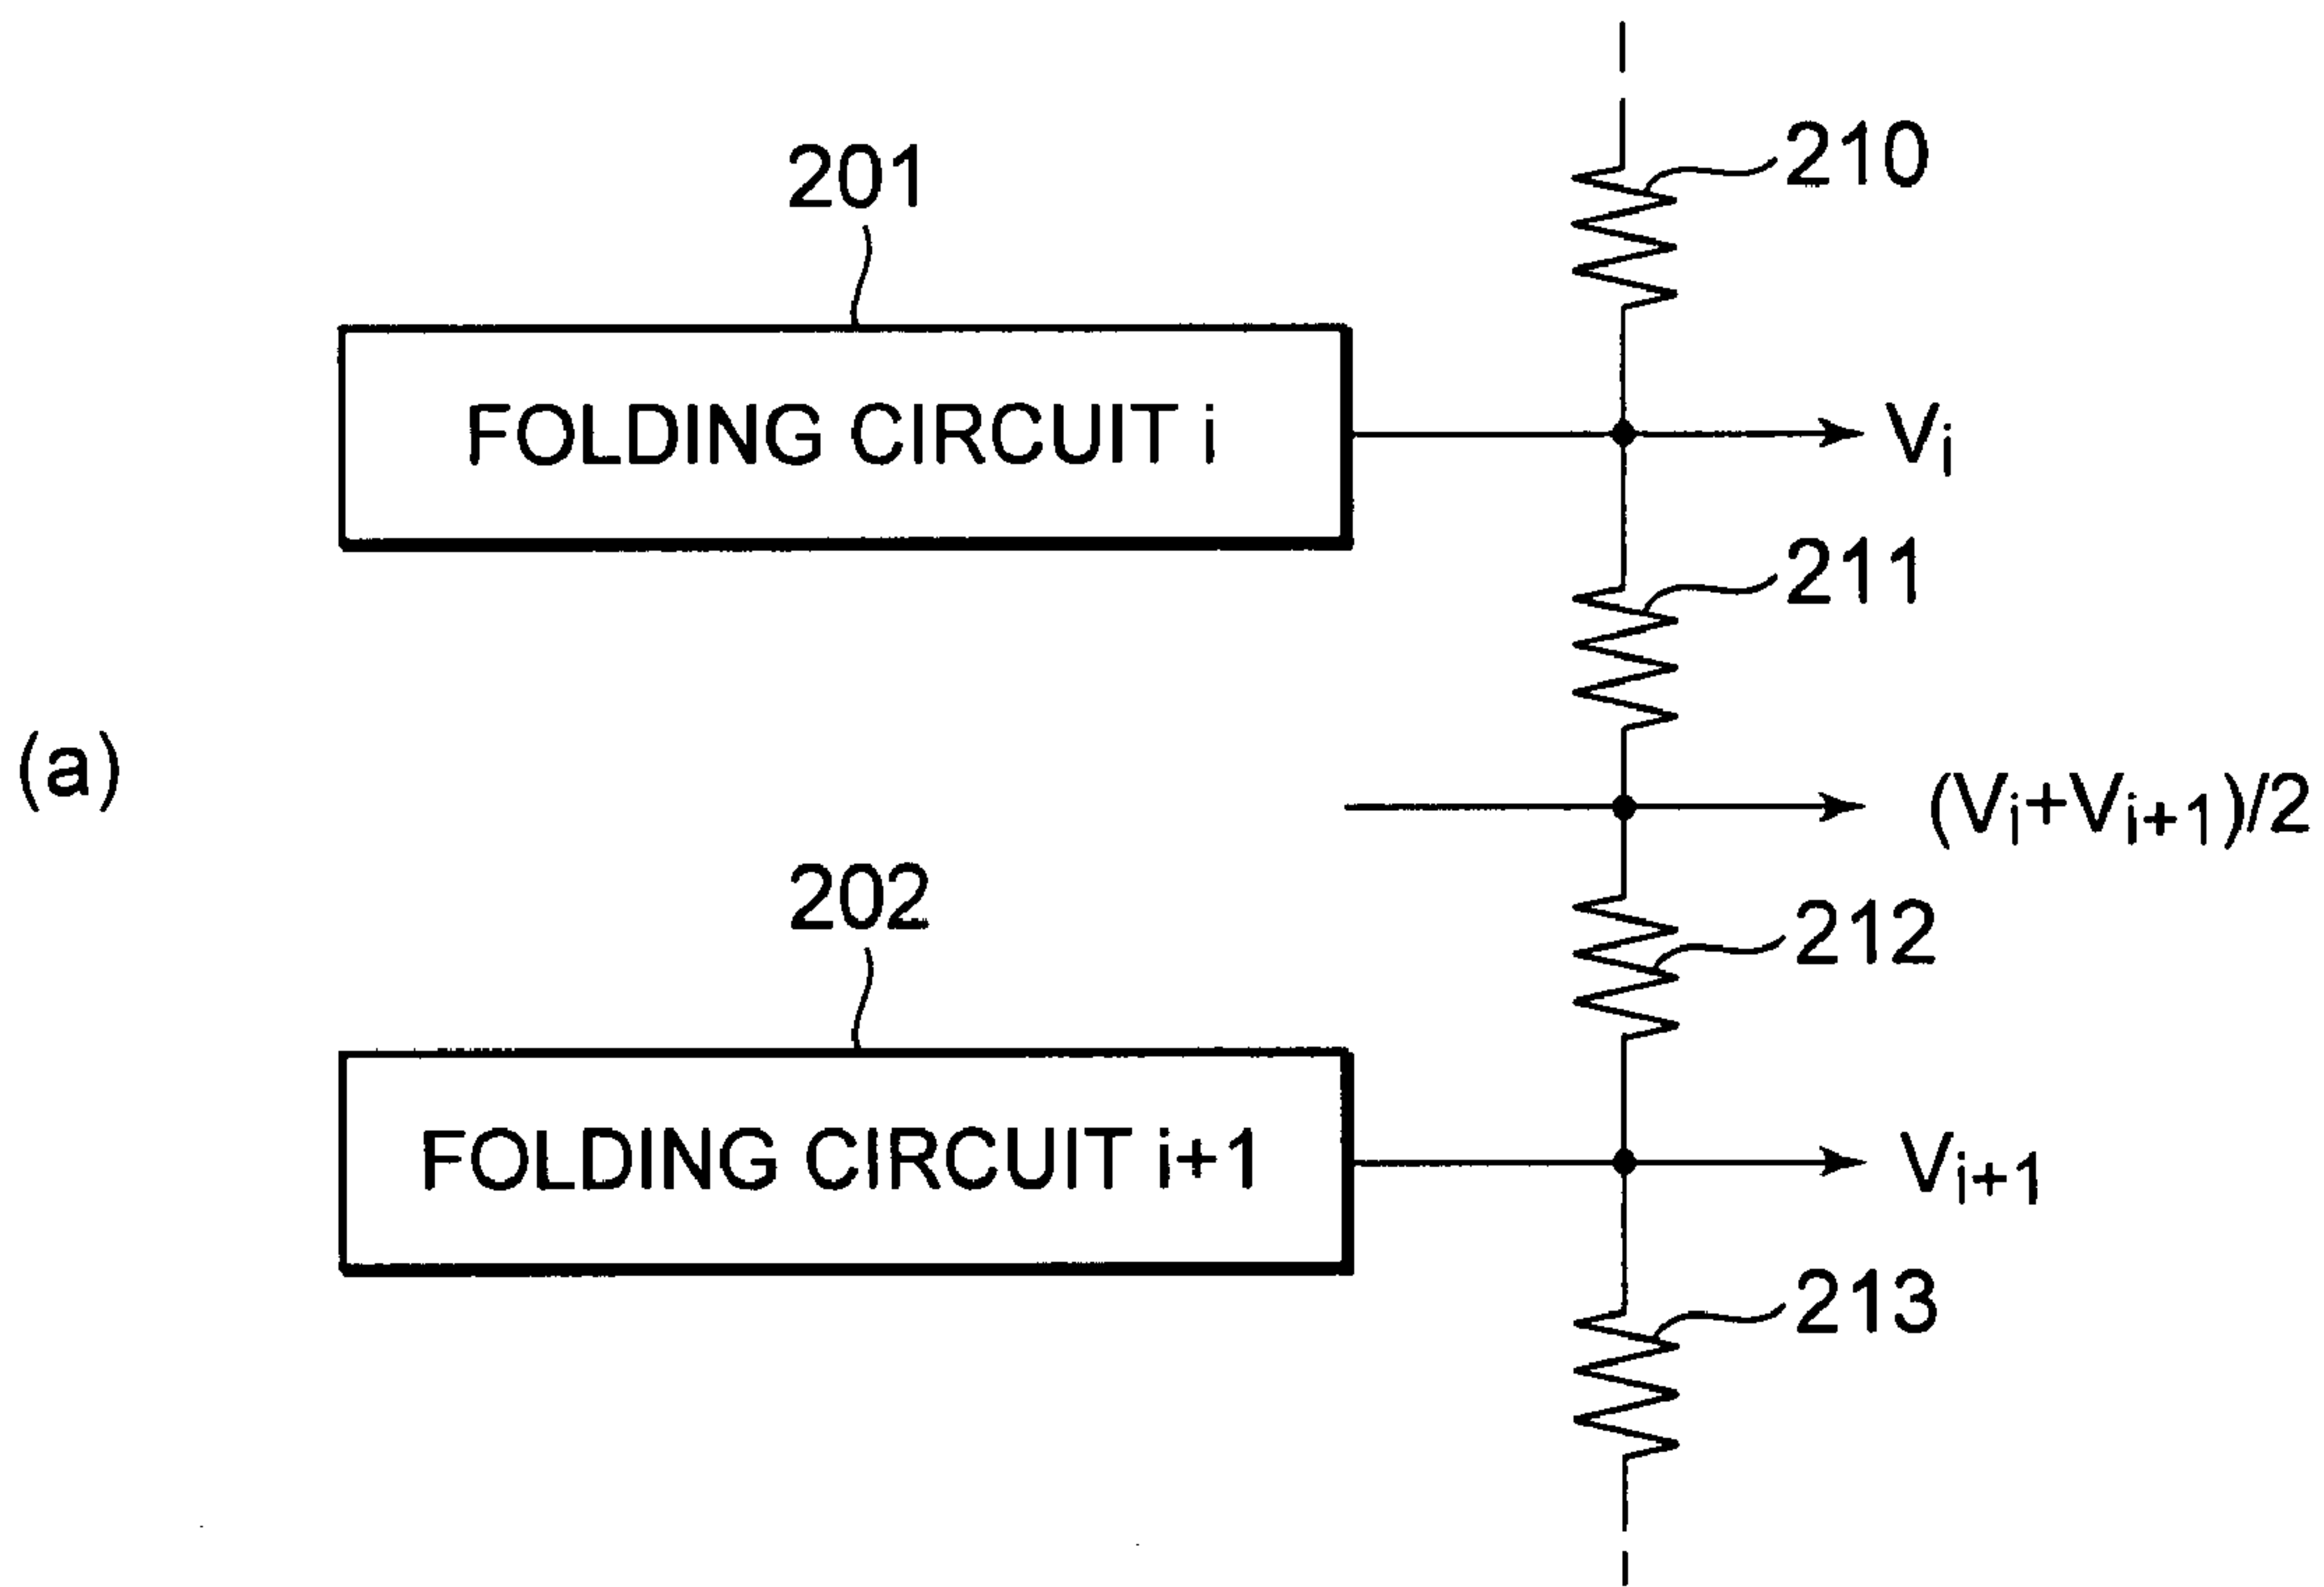 210
201
FOLDING CIRCUIT i
Vi
211
(a)
(Vi+Vi+1)/2
202
212
FOLDING CIRCUIT i+1
Vi+1
213